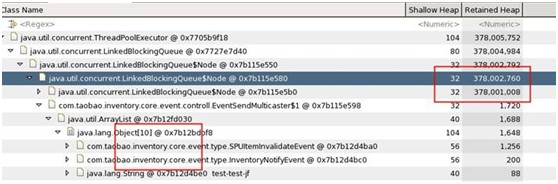 Class Name Shallow Heap Retained Heap
<Regex> <Numeric> <Numeric>
java.util.concurrent.ThreadPoolExecutor @ 0x7705b9f18 104 378,005,752
java.util.concurrent.LinkedBlockingQueue @ 0x7727e7d40 80 378,004,984
java.util.concurrent.LinkedBlockingQueue$Node @ 0x7b115e550 32 378,002,792
java.util.concurrent.LinkedBlockingQueue$Node @ 0x7b115e580 32 378,002,760
java.util.concurrent.LinkedBlockingQueue$Node @ 0x7b115e5b0 32 378,001,008
com.taobao.inventory.core.event.controll.EventSendMulticaster$1 @ 0x7b115e598 32 1,720
java.util.ArrayList @ 0x7b12fd030 40 1,688
java.lang.Object[10] @ 0x7b12bdbf8 104 1,648
com.taobao.inventory.core.event.type.SPUItemInvalidateEvent @ 0x7b12d4ba0 56 1,256
com.taobao.inventory.core.event.type.InventoryNotifyEvent @ 0x7b12d4bc0 56 200
java.lang.String @ 0x7b12d4be0 test-test-jf 40 88